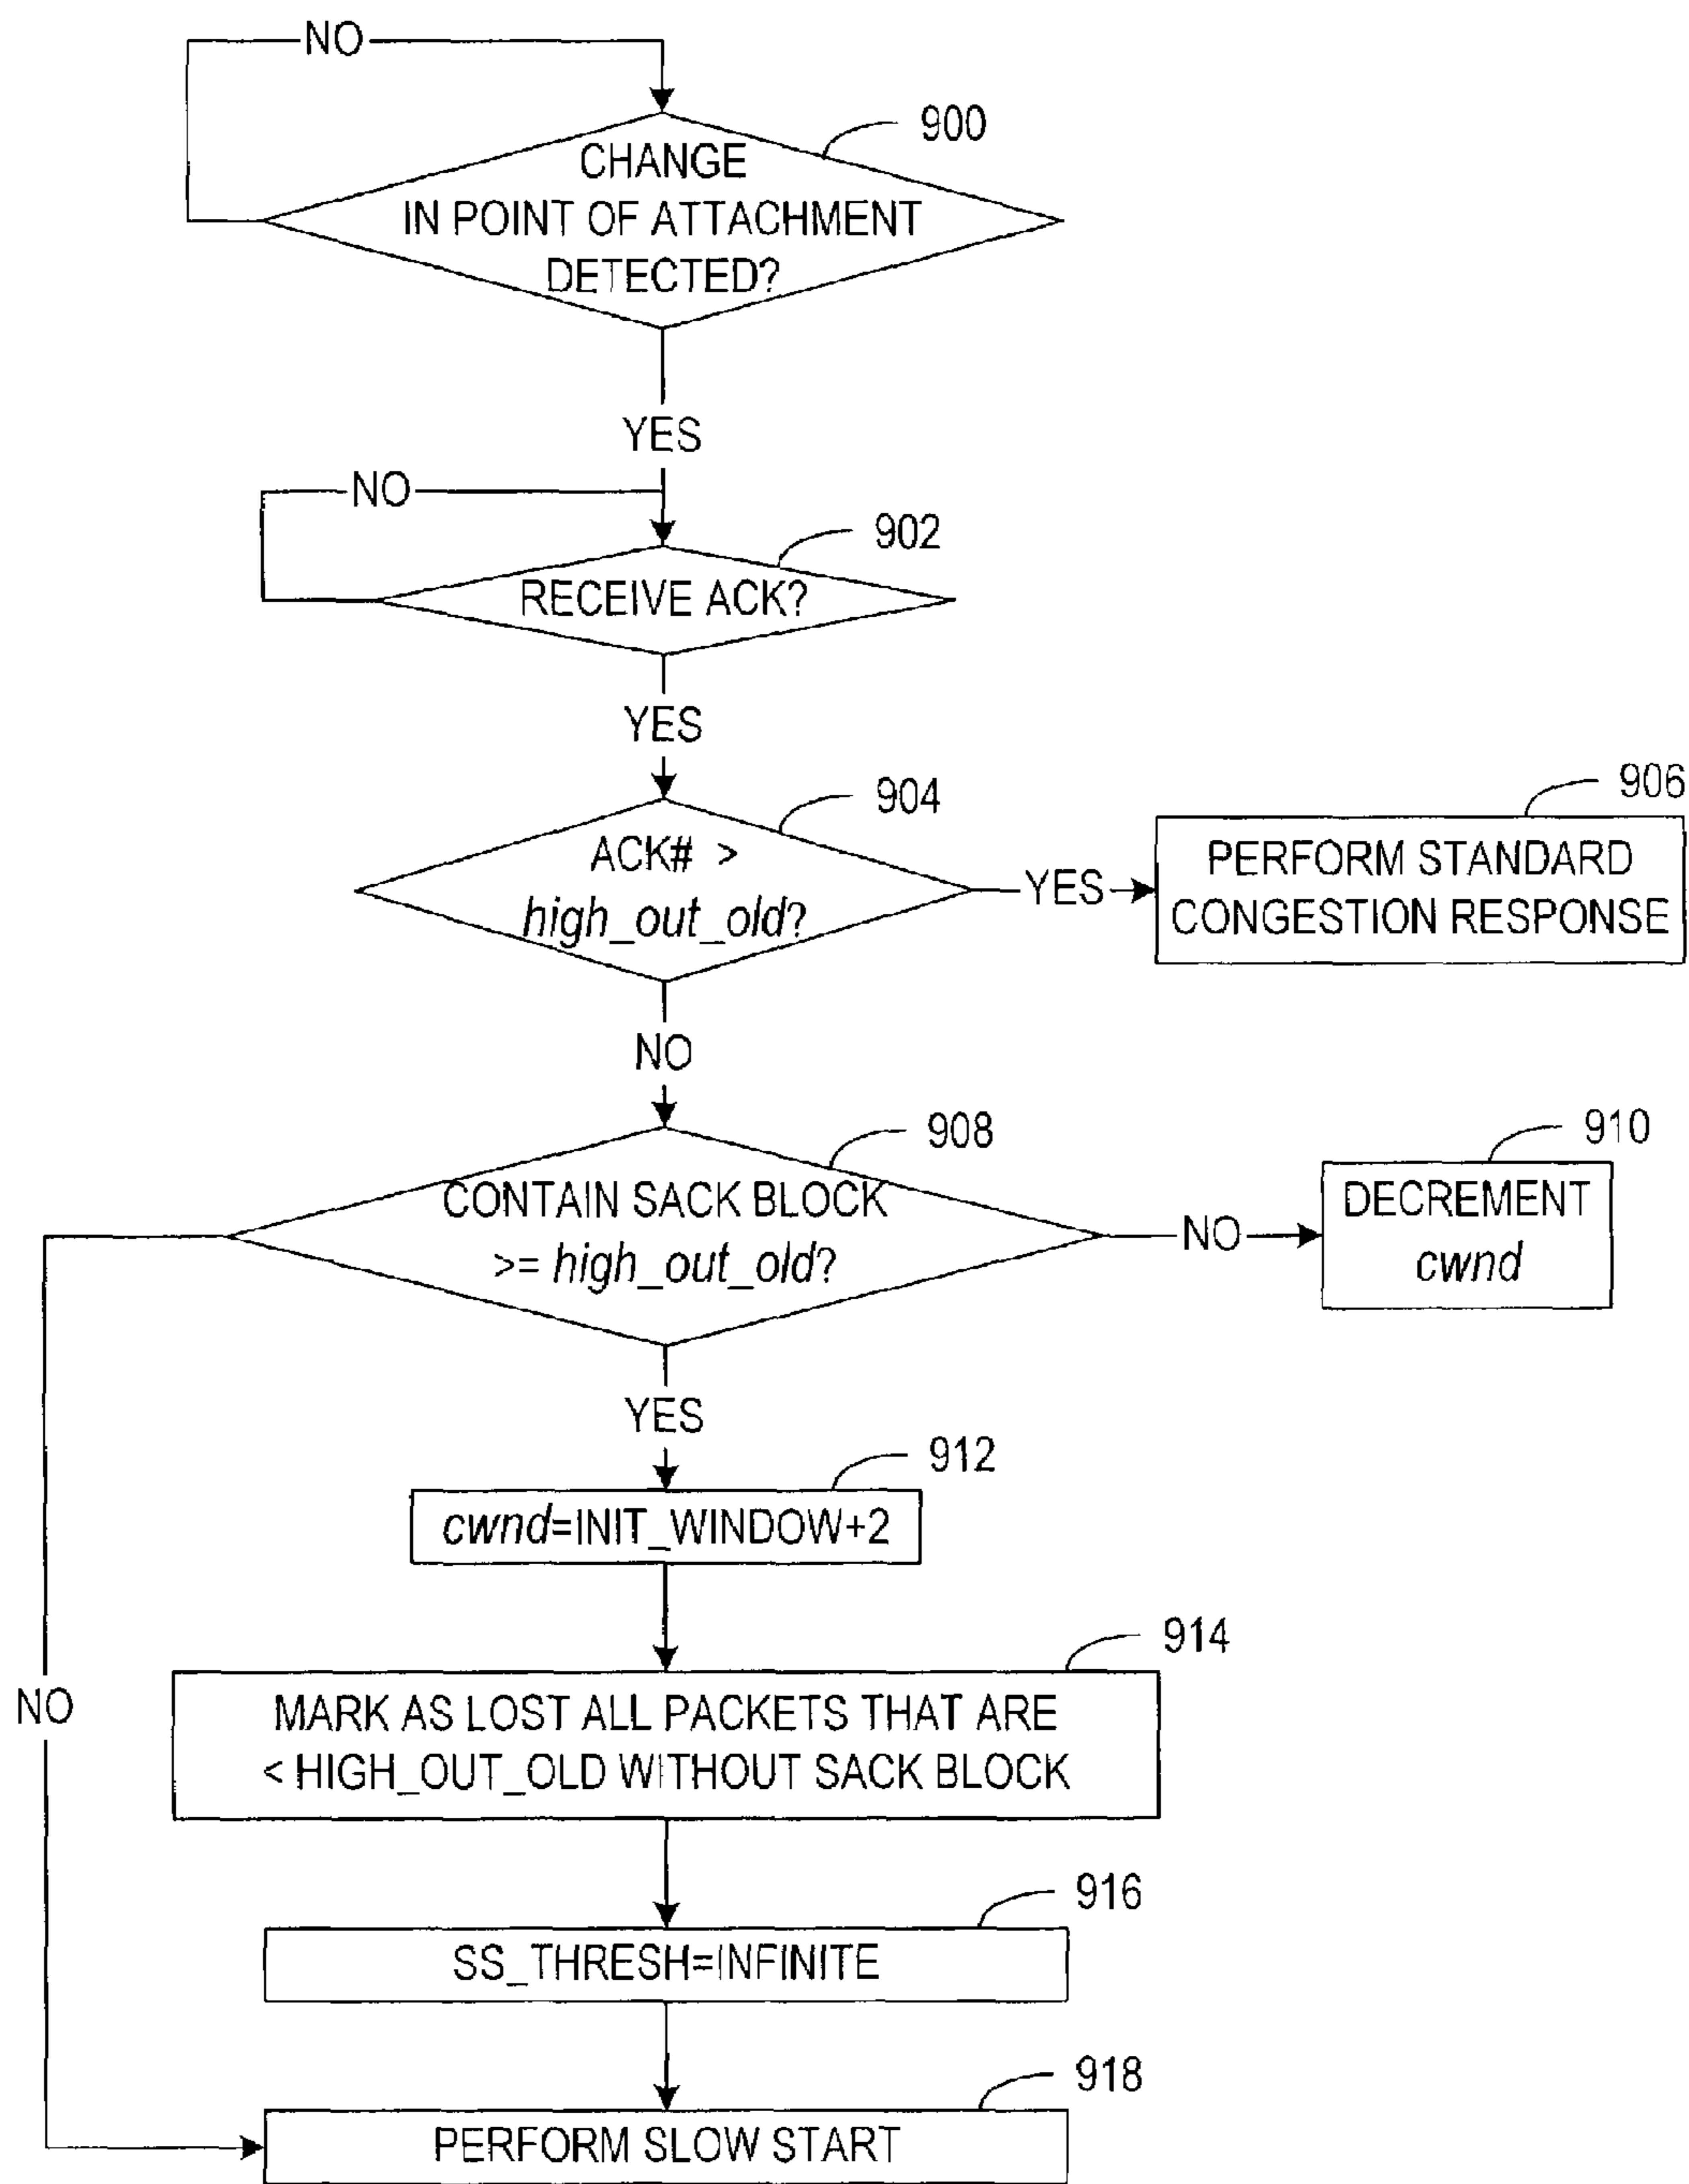 NO
900
CHANGE
IN POINT OF ATTACHMENT
DETECTED?
YES
NO
902
RECEIVE ACK?
YES
904
ACK# >
high_out_old?
YES
906
PERFORM STANDARD
CONGESTION RESPONSE
NO
908
CONTAIN SACK BLOCK
>= high_out_old?
NO
910
DECREMENT
cwnd
YES
912
cwnd=INIT_WINDOW+2
914
MARK AS LOST ALL PACKETS THAT ARE
< HIGH_OUT_OLD WITHOUT SACK BLOCK
NO
916
SS_THRESH=INFINITE
918
PERFORM SLOW START